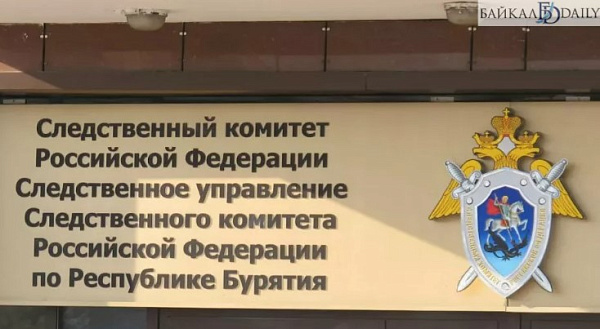 БАЙКАЛ DAILY
Следственный комитет
Российской Федерации
Следственное управление
Следственного комитета
Российской Федерации
по Республике Бурятия